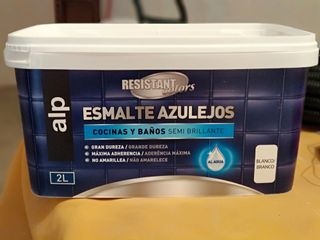 RESISTANT
alp
ESMALTE AZULEJOS
COCINAS Y BAÑOS SEMI BRILLANTE
GRAN DUREZA / GRANDE DUREZA
MÁXIMA ADHERENCIA / ADERÊNCIA MÁXIMA
NO AMARILLEA / NÃO AMARELECE
AL AGUA
BLANCO/
BRANCO
2L